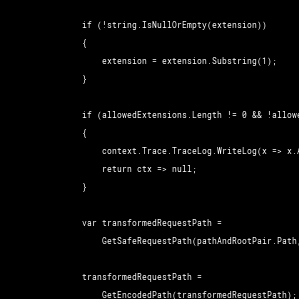 if (!string.IsNullOrEmpty(extension))
{
extension = extension.Substring(1);
}
if (allowedExtensions.Length != 0 && !allowe
{
context.Trace.TraceLog.WriteLog(x => x.A
return ctx => null;
}
var transformedRequestPath =
GetSafeRequestPath(pathAndRootPair.Path,
transformedRequestPath =
GetEncodedPath(transformedRequestPath);